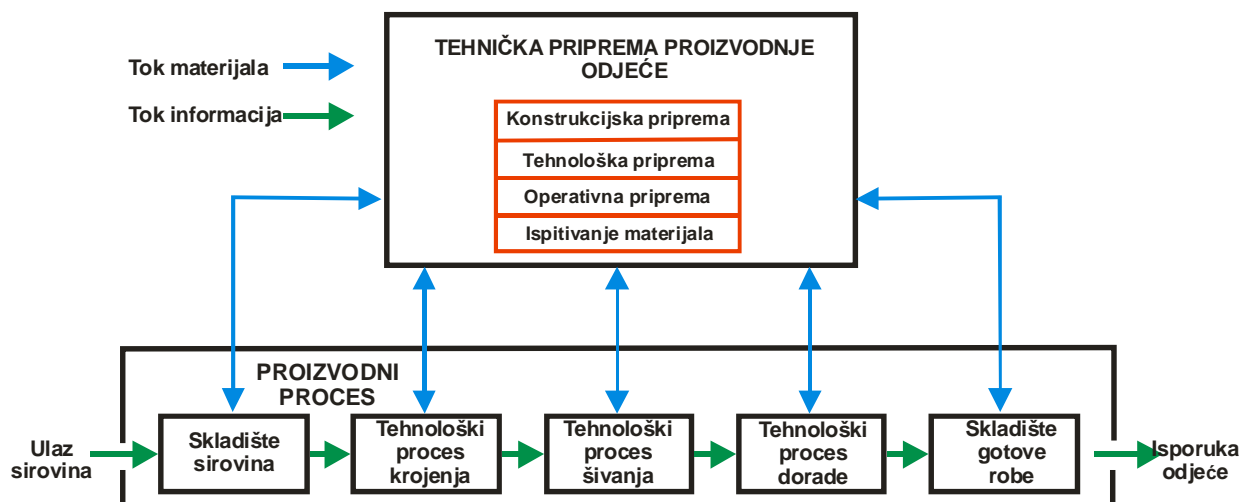 TEHNIČKA PRIPREMA PROIZVODNJE
ODJEĆE
Tok materijala
Tok informacija
Konstrukcijska priprema
Tehnološka priprema
Operativna priprema
Ispitivanje materijala
PROIZVODNI
PROCES
Ulaz
sirovina
Skladište
sirovina
Tehnološki
proces
krojenja
Tehnološki
proces
šivanja
Tehnološki
proces
dorade
Skladište
gotove
robe
Isporuka
odjeće